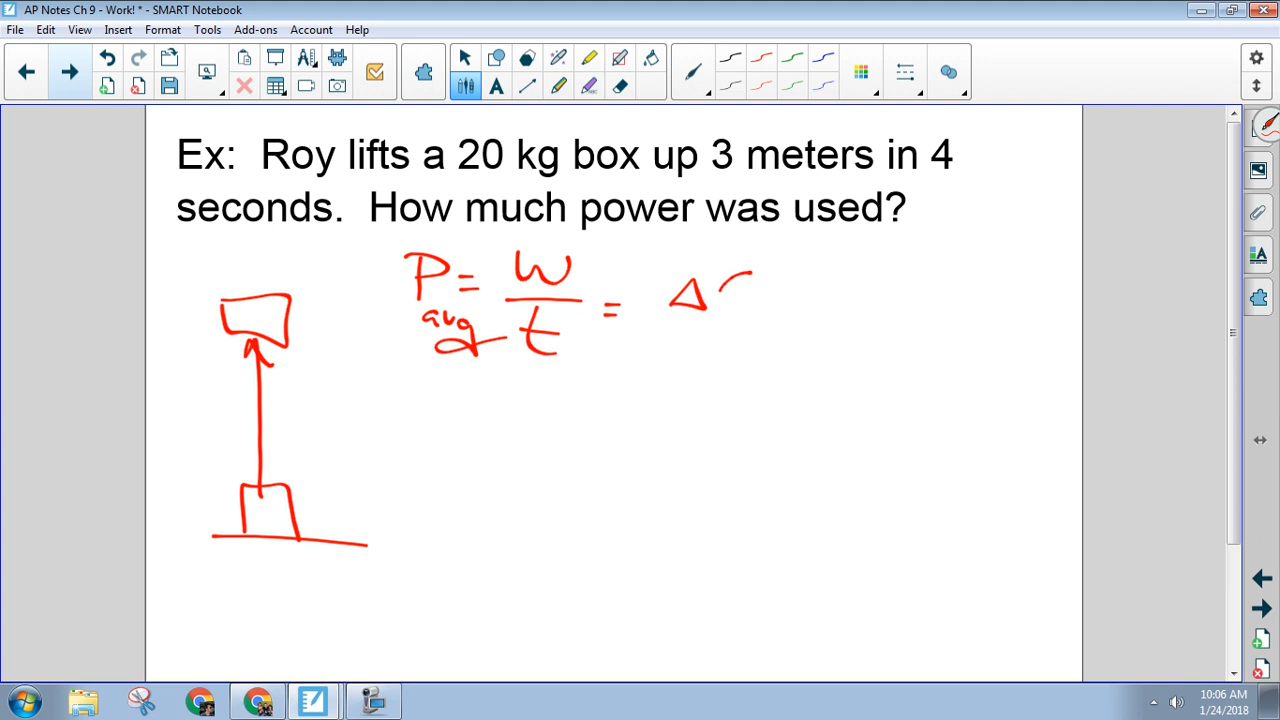 AP Notes Ch 9 - Work! * - SMART Notebook
File Edit View Insert Format Tools Add-ons Account Help
Ex: Roy lifts a 20 kg box up 3 meters in 4
seconds. How much power was used?
P = W
avg t = Δ
10:06 AM
1/24/2018